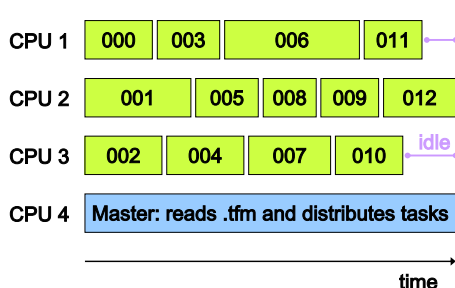 CPU 1 000 003 006 011
CPU 2 001 005 008 009 012
idle
CPU 3 002 004 007 010
CPU 4 Master: reads .tfm and distributes tasks
time